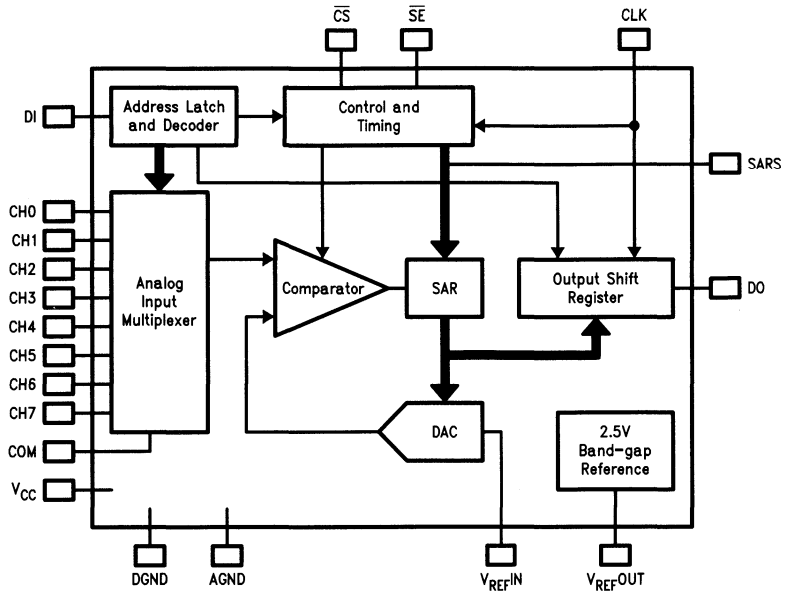 CS
SE
CLK
DI
Address Latch
and Decoder
Control and
Timing
SARS
CH0
CH1
CH2
CH3
CH4
CH5
CH6
CH7
COM
VCC
Analog
Input
Multiplexer
Comparator
SAR
Output Shift
Register
DO
DAC
2.5V
Band-gap
Reference
DGND
AGND
VREFIN
VREFOUT